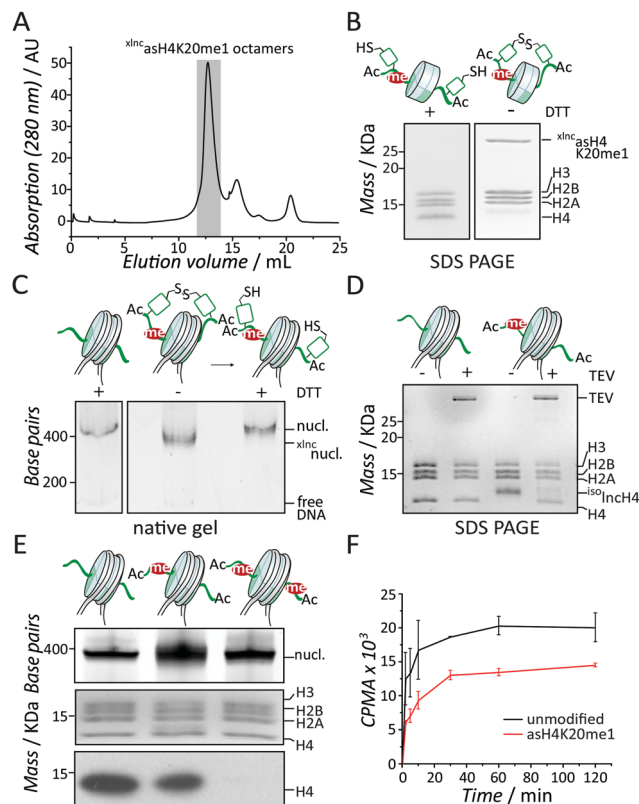 A
xlncasH4K20me1 octamers
Absorption (280 nm) / AU
50
40
30
20
10
0
0 5 10 15 20 25
Elution volume / mL
B
HS
Ac
me
SH
Ac
S
S
Ac
Ac
+ - DTT
Mass / KDa
25
20
15
xlncasH4
K20me1
H3
H2B
H2A
H4
SDS PAGE
C
S
S
Ac
me
Ac
SH
Ac
me
HS
Ac
+ - + DTT
Base pairs
400
200
nucl.
xlnc
nucl.
free
DNA
native gel
D
Ac
me
Ac
- + - + TEV
Mass / KDa
25
20
15
TEV
H3
H2B
H2A
isolncH4
H4
SDS PAGE
E
Ac
me
Ac
Ac
me
me
Ac
Base pairs
400
nucl.
Mass / KDa
15
H3
H2B
H2A
H4
15
H4
F
CPMA x 10³
25
20
15
10
5
0
unmodified
asH4K20me1
0 20 40 60 80 100 120
Time / min